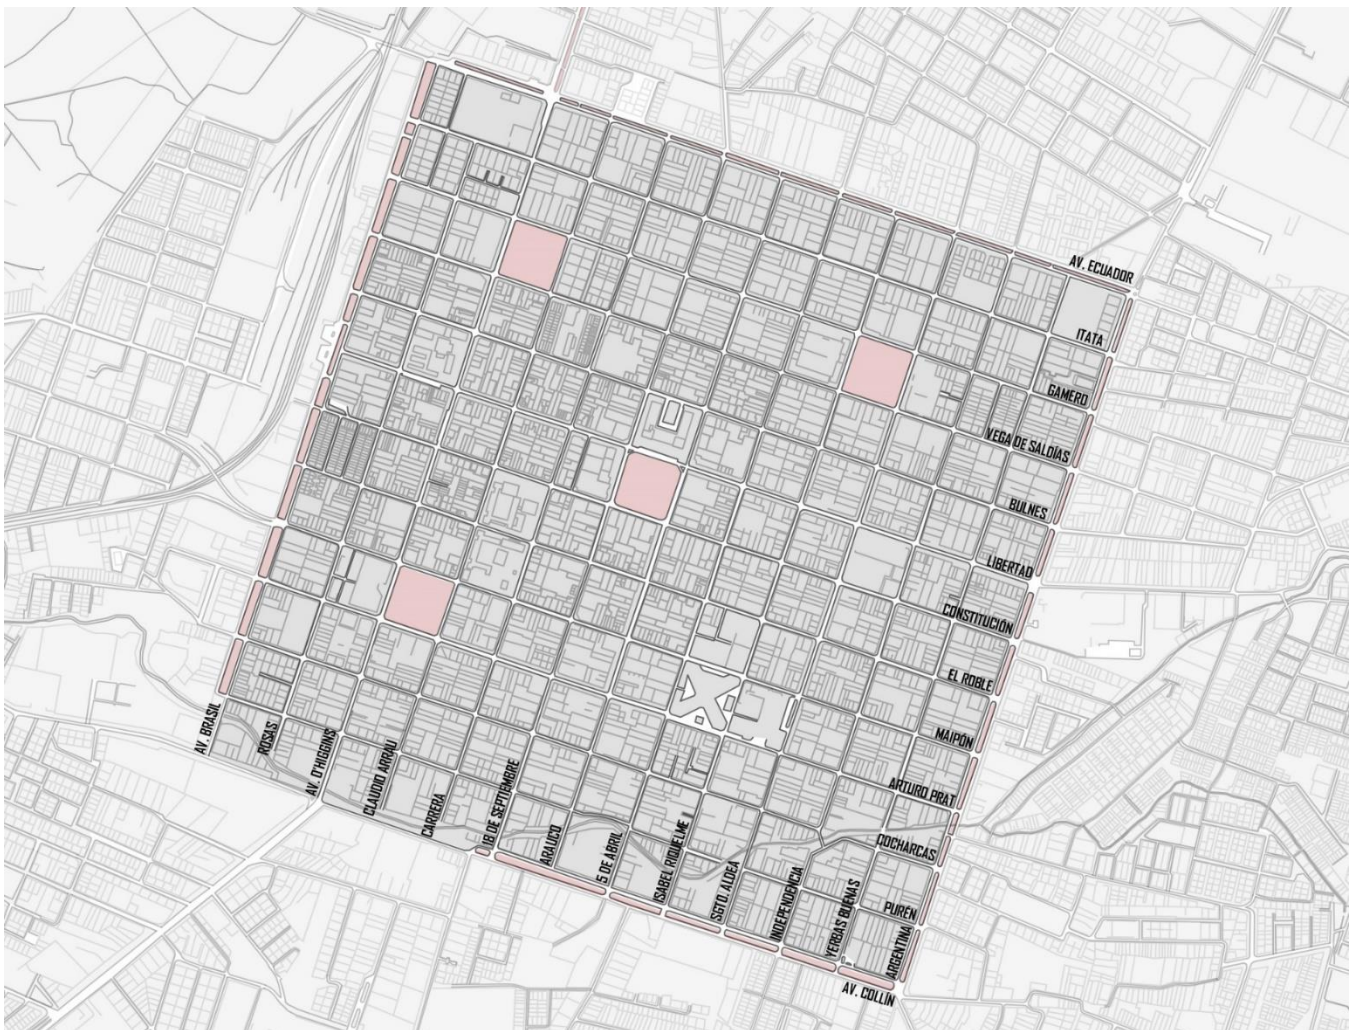 AV. ECUADOR
ITATA
GAMERO
VEGA DE SALDÍAS
BULNES
LIBERTAD
CONSTITUCIÓN
EL ROBLE
MAIPÓN
ARTURO PRAT
COCHARCAS
PURÉN
AV. BRASIL
ROSAS
AV. O'HIGGINS
CLAUDIO ARRAU
CARRERA
18 DE SEPTIEMBRE
ARAUCO
5 DE ABRIL
ISABEL RIQUELME
SGTO. ALDEA
INDEPENDENCIA
YERBAS BUENAS
ARGENTINA
AV. COLLÍN